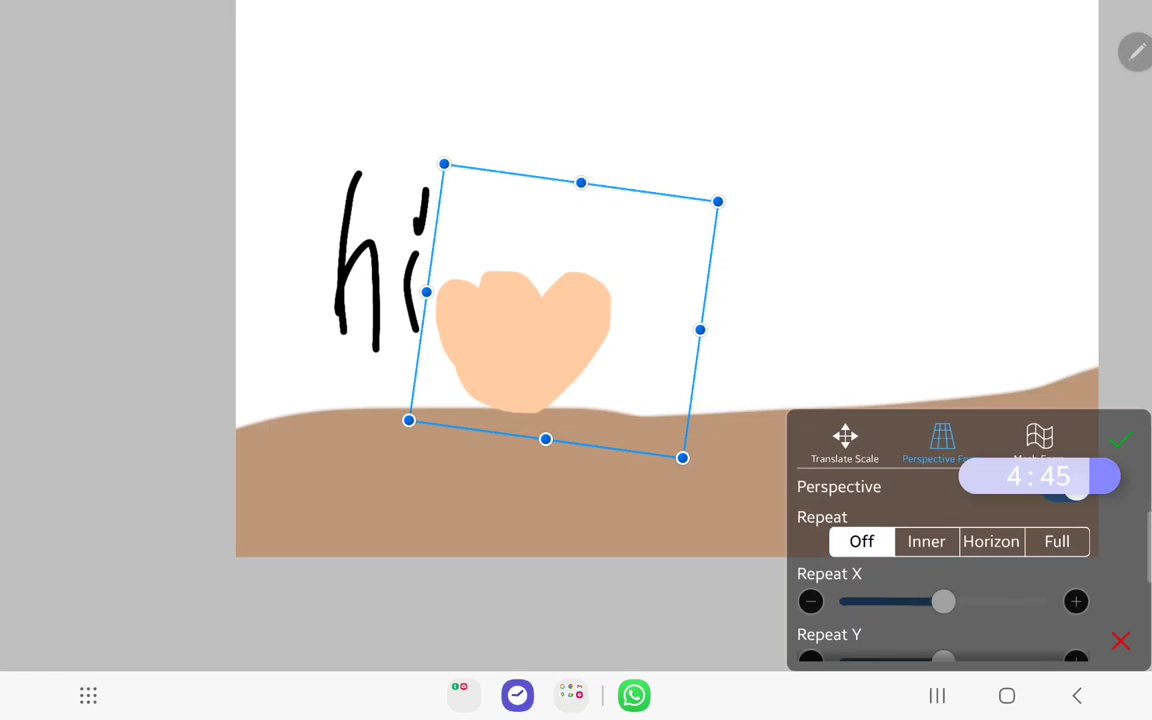 hi
Translate Scale
Perspective
4:45
Perspective
Repeat
Off Inner Horizon Full
Repeat X
Repeat Y